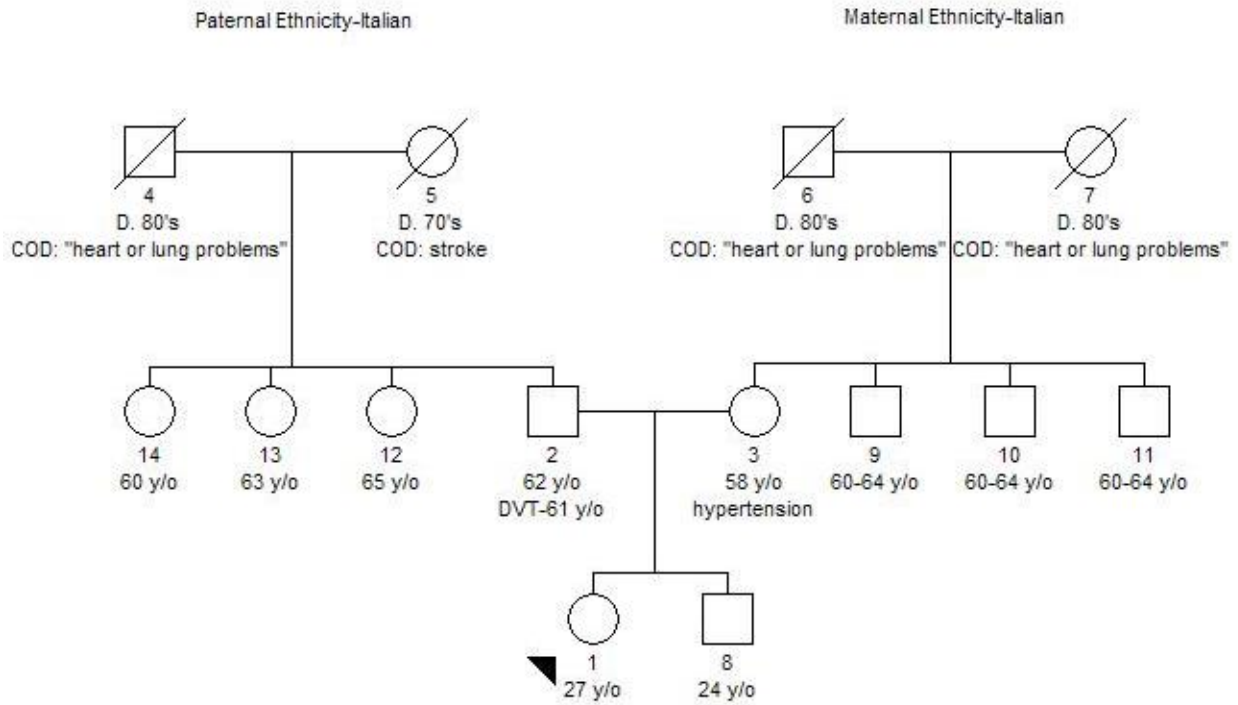 Paternal Ethnicity-Italian
Maternal Ethnicity-Italian
4
D. 80's
COD: "heart or lung problems"
5
D. 70's
COD: stroke
6
D. 80's
COD: "heart or lung problems"
7
D. 80's
COD: "heart or lung problems"
14
60 y/o
13
63 y/o
12
65 y/o
2
62 y/o
DVT-61 y/o
3
58 y/o
hypertension
9
60-64 y/o
10
60-64 y/o
11
60-64 y/o
1
27 y/o
8
24 y/o